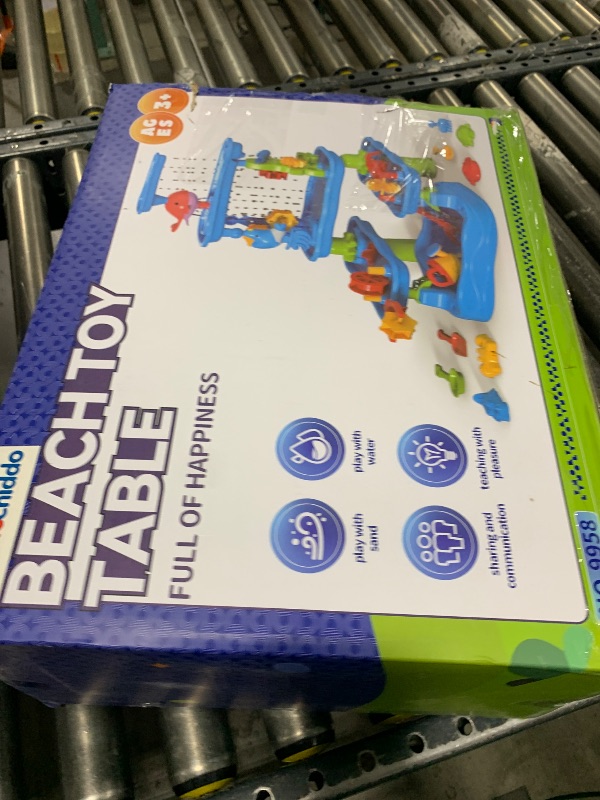 chiddo
BEACH TOY
TABLE
FULL OF HAPPINESS
AGES
3+
play with
sand
play with
water
sharing and
communication
teaching with
pleasure
NO.9958